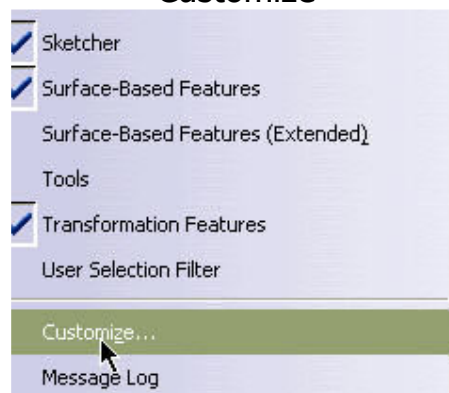 Customize
Sketcher
Surface-Based Features
Surface-Based Features (Extended)
Tools
Transformation Features
User Selection Filter
Customize...
Message Log